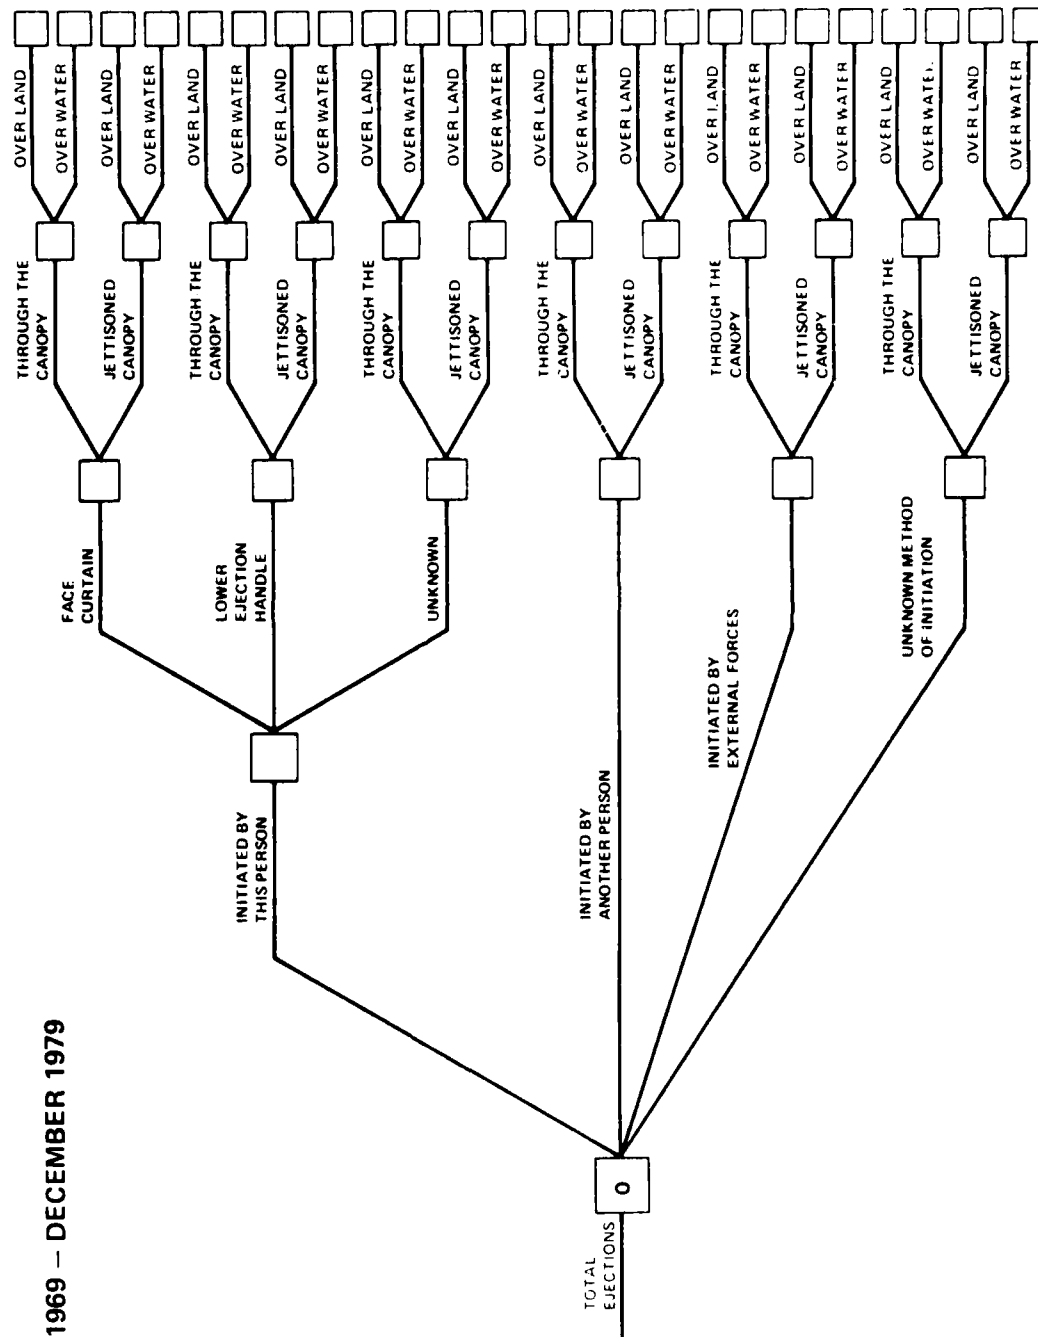 1969 – DECEMBER 1979
TOTAL
EJECTIONS
0
INITIATED BY
THIS PERSON
INITIATED BY
ANOTHER PERSON
INITIATED BY
EXTERNAL FORCES
UNKNOWN METHOD
OF INITIATION
FACE
CURTAIN
LOWER
EJECTION
HANDLE
UNKNOWN
THROUGH THE
CANOPY
JETTISONED
CANOPY
THROUGH THE
CANOPY
JETTISONED
CANOPY
THROUGH THE
CANOPY
JETTISONED
CANOPY
THROUGH THE
CANOPY
JETTISONED
CANOPY
THROUGH THE
CANOPY
JETTISONED
CANOPY
THROUGH THE
CANOPY
JETTISONED
CANOPY
OVER LAND
OVER WATER
OVER LAND
OVER WATER
OVER LAND
OVER WATER
OVER LAND
OVER WATER
OVER LAND
OVER WATER
OVER LAND
OVER WATER
OVER LAND
OVER WATER
OVER LAND
OVER WATER
OVER LAND
OVER WATER
OVER LAND
OVER WATER
OVER LAND
OVER WATER
OVER LAND
OVER WATER